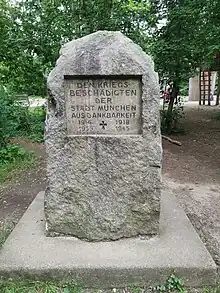 DEN KRIEGS-
BESCHÄDIGTEN
DER
STADT MÜNCHEN
AUS DANKBARKEIT
1914 1918
1939 1945